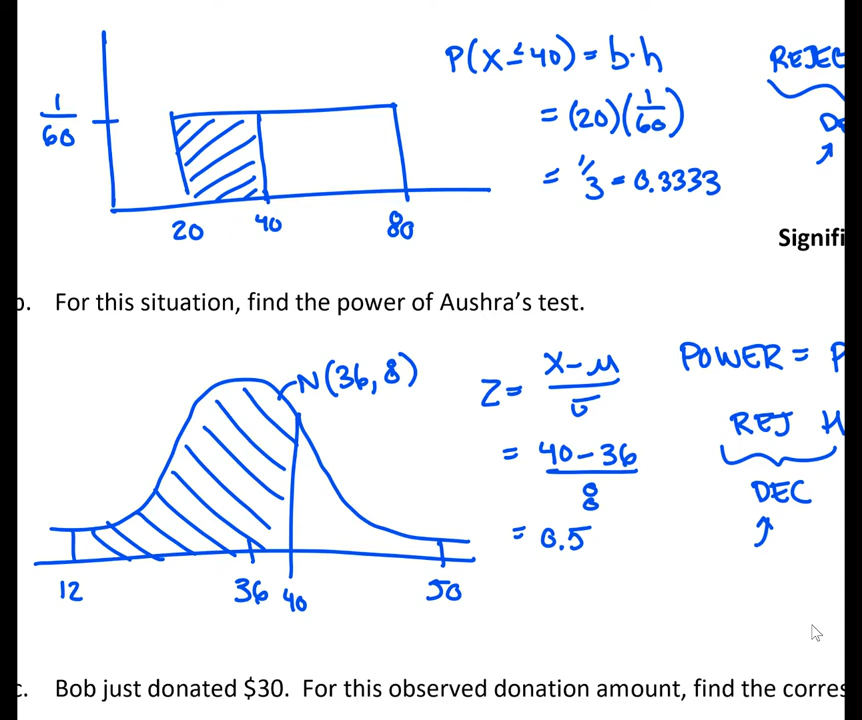 P(X ≤ 40) = b·h
REJEC
1/60
= (20)(1/60)
DE
= 1/3 = 0.3333
20 40 80
Signifi
b. For this situation, find the power of Aushra's test.
N(36, 8)
Z = X - μ / σ
POWER = P
REJ H
= 40 - 36 / 8
DEC
= 0.5
12 36 40 50
c. Bob just donated $30. For this observed donation amount, find the corres